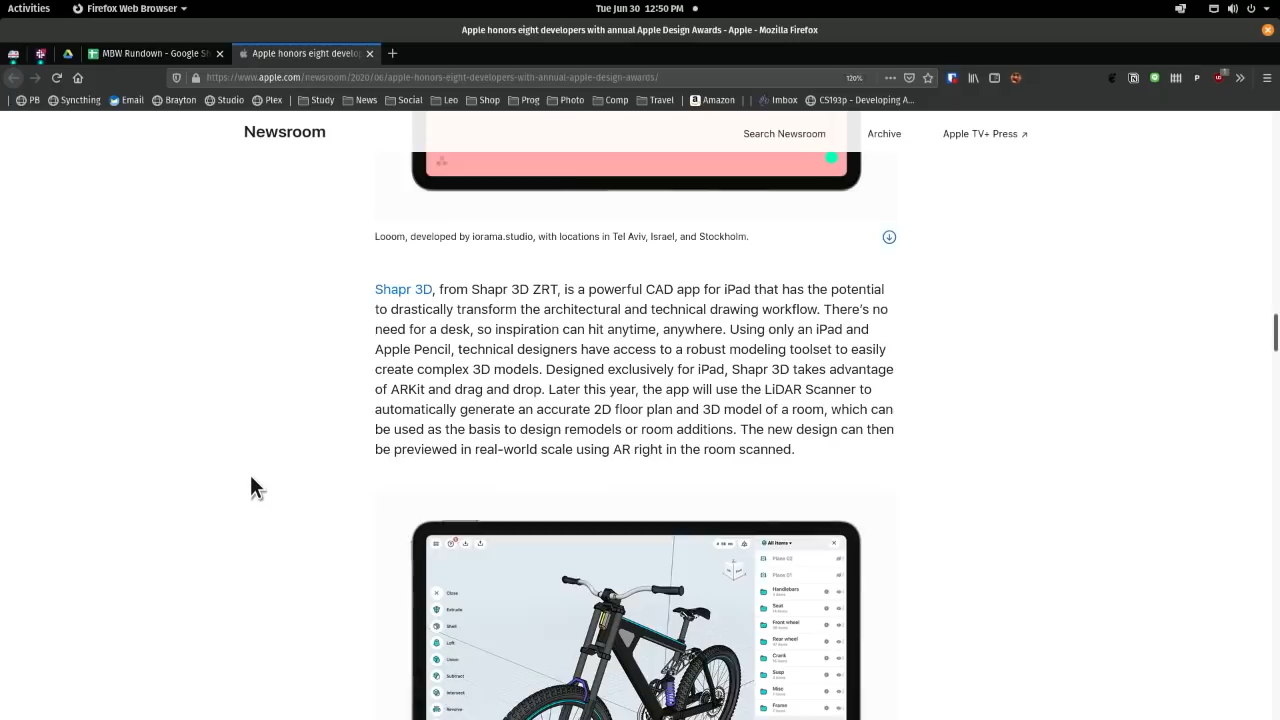 Activities
Firefox Web Browser
Tue Jun 30 12:50 PM
Apple honors eight developers with annual Apple Design Awards - Apple - Mozilla Firefox
MBW Rundown - Google Sh
Apple honors eight develop
https://www.apple.com/newsroom/2020/06/apple-honors-eight-developers-with-annual-apple-design-awards/
120%
PB Syncthing Email Brayton Studio Plex Study News Social Leo Shop Prog Photo Comp Travel Amazon Imbox CS193p - Developing A...
Newsroom
Search Newsroom
Archive
Apple TV+ Press ↗
Looom, developed by iorama.studio, with locations in Tel Aviv, Israel, and Stockholm.
Shapr 3D, from Shapr 3D ZRT, is a powerful CAD app for iPad that has the potential
to drastically transform the architectural and technical drawing workflow. There’s no
need for a desk, so inspiration can hit anytime, anywhere. Using only an iPad and
Apple Pencil, technical designers have access to a robust modeling toolset to easily
create complex 3D models. Designed exclusively for iPad, Shapr 3D takes advantage
of ARKit and drag and drop. Later this year, the app will use the LiDAR Scanner to
automatically generate an accurate 2D floor plan and 3D model of a room, which can
be used as the basis to design remodels or room additions. The new design can then
be previewed in real-world scale using AR right in the room scanned.
All Items
Plane 01
Close
Handlebars
Extrude
Seat
Shell
Front wheel
Loft
Rear wheel
Union
Crank
Subtract
Intersect
Misc
Frame